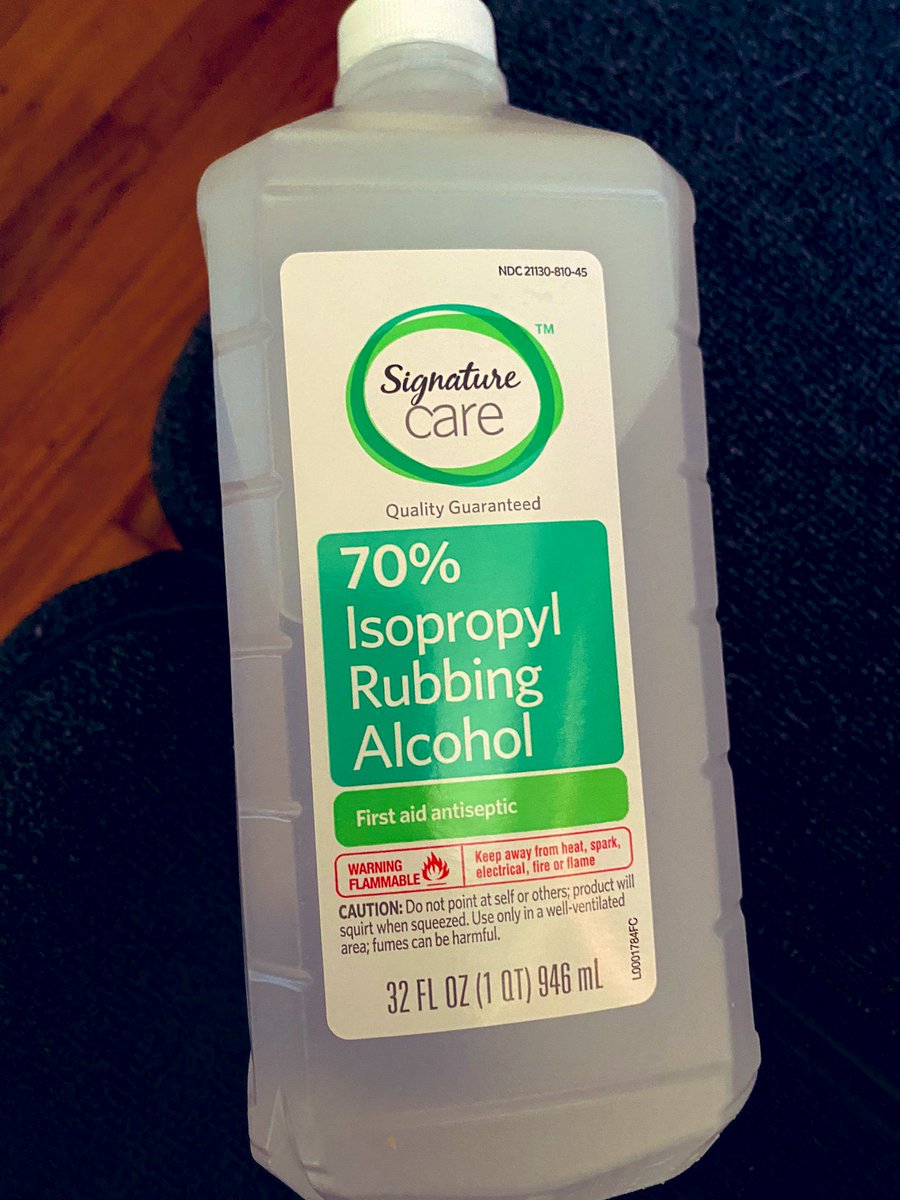 NDC 21130-810-45
TM
Signature
care
Quality Guaranteed
70%
Isopropyl
Rubbing
Alcohol
First aid antiseptic
WARNING
FLAMMABLE
Keep away from heat, spark,
electrical, fire or flame
CAUTION: Do not point at self or others; product will
squirt when squeezed. Use only in a well-ventilated
area; fumes can be harmful.
L0001784FC
32 FL OZ (1 QT) 946 mL